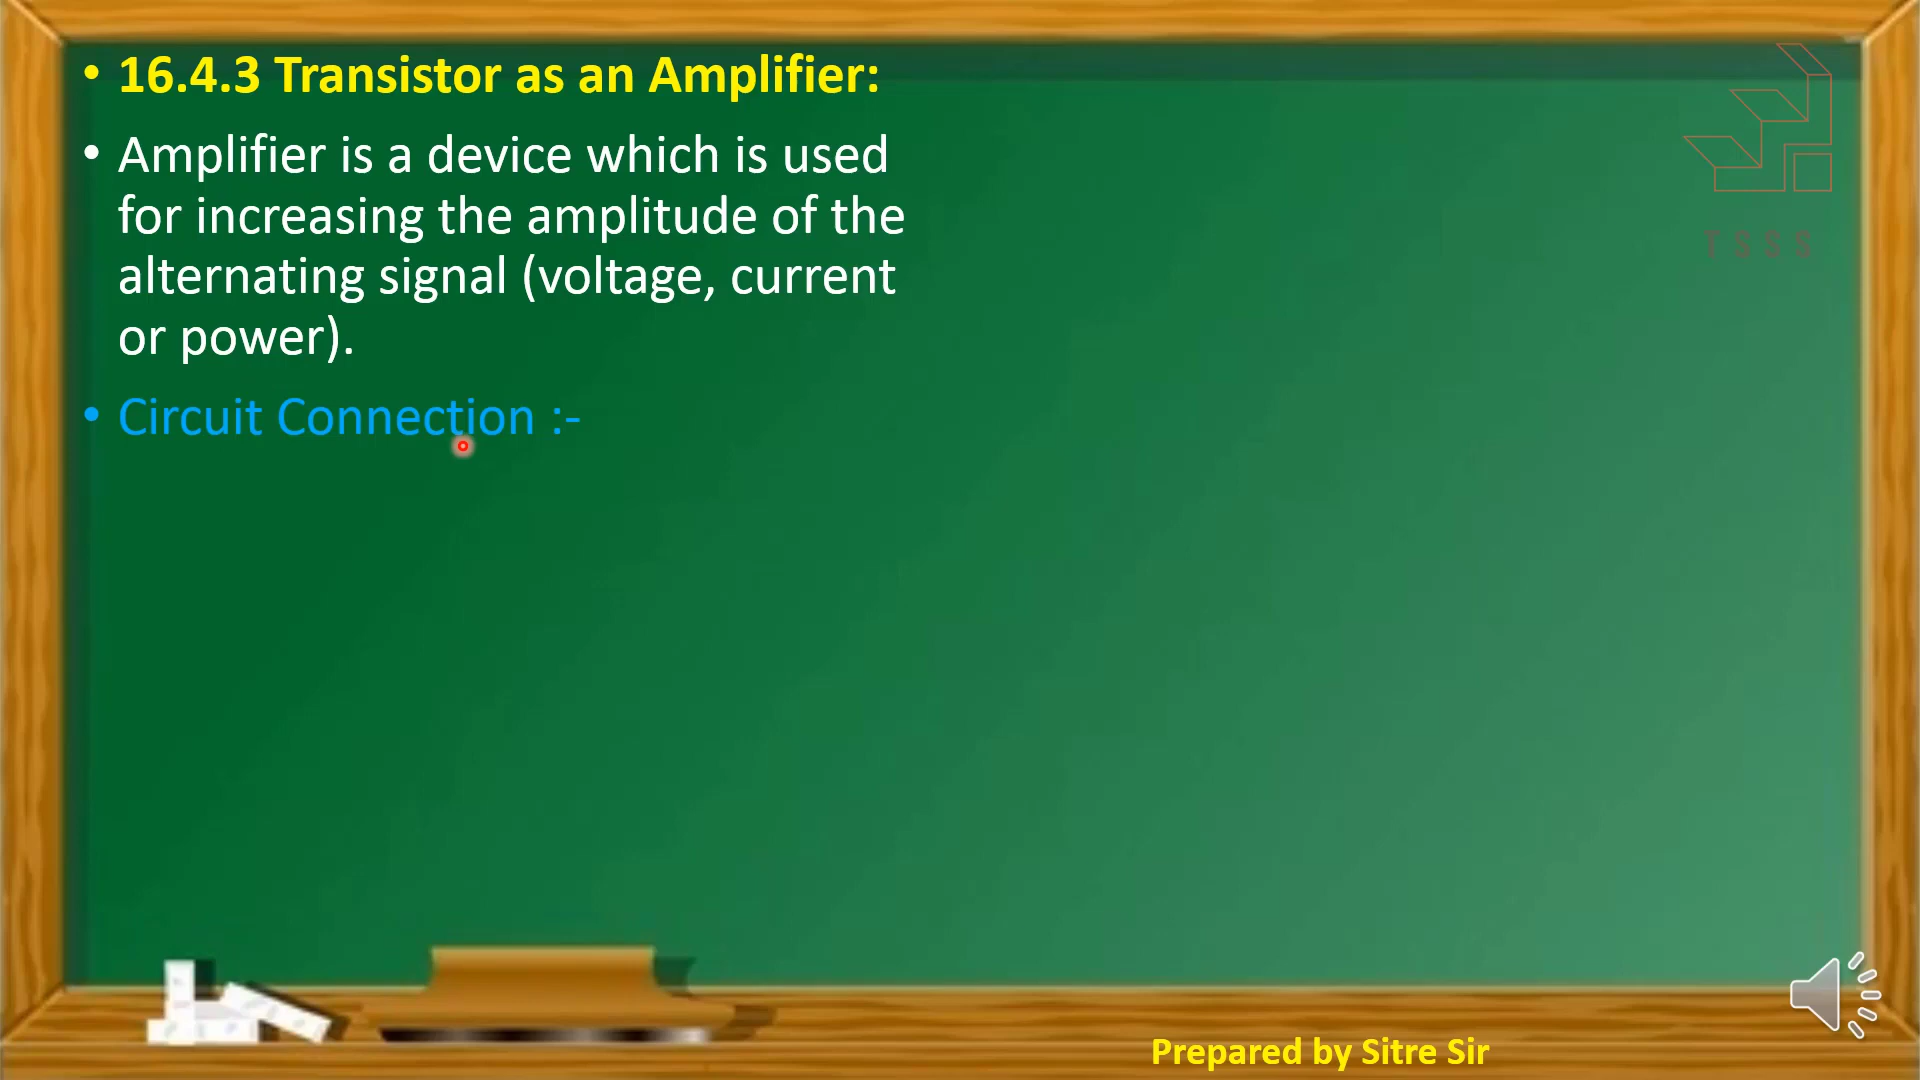 • 16.4.3 Transistor as an Amplifier:
• Amplifier is a device which is used
for increasing the amplitude of the
alternating signal (voltage, current
or power).
• Circuit Connection :-
TSSS
Prepared by Sitre Sir